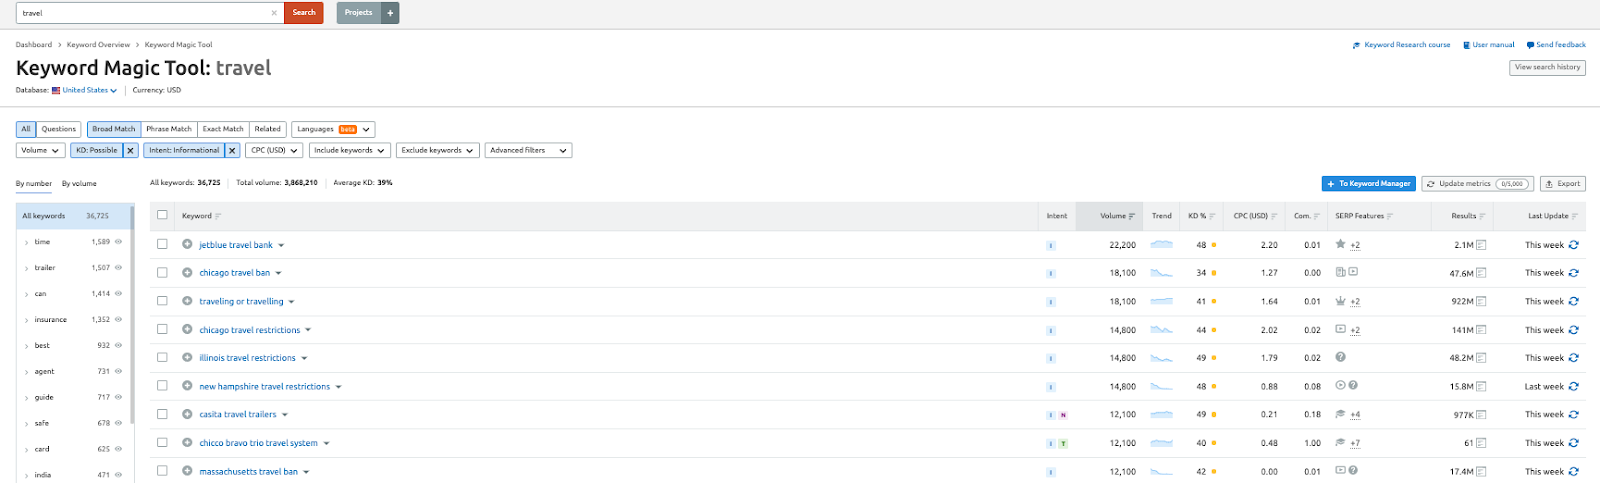 travel × Search Projects +
Dashboard > Keyword Overview > Keyword Magic Tool Keyword Research course User manual Send feedback
Keyword Magic Tool: travel View search history
Database: United States Currency: USD
All Questions Broad Match Phrase Match Exact Match Related Languages beta
Volume KD: Possible × Intent: Informational × CPC (USD) Include keywords Exclude keywords Advanced filters
By number By volume All keywords: 36,725 Total volume: 3,868,210 Average KD: 39% + To Keyword Manager Update metrics 0/5,000 Export
All keywords 36,725 Keyword Intent Volume Trend KD % CPC (USD) Com. SERP Features Results Last Update
time 1,589 jetblue travel bank I 22,200 48 2.20 0.01 +2 2.1M This week
trailer 1,507 chicago travel ban I 18,100 34 1.27 0.00 47.6M This week
can 1,414 traveling or travelling I 18,100 41 1.64 0.01 +2 922M This week
insurance 1,352 chicago travel restrictions I 14,800 44 2.02 0.02 +2 141M This week
best 932 illinois travel restrictions I 14,800 49 1.79 0.02 48.2M This week
agent 731 new hampshire travel restrictions I 14,800 48 0.88 0.08 15.8M Last week
guide 717 casita travel trailers I N 12,100 49 0.21 0.18 +4 977K This week
safe 678 chicco bravo trio travel system I T 12,100 40 0.48 1.00 +7 61 This week
card 625 massachusetts travel ban I 12,100 42 0.00 0.01 17.4M This week
india 471